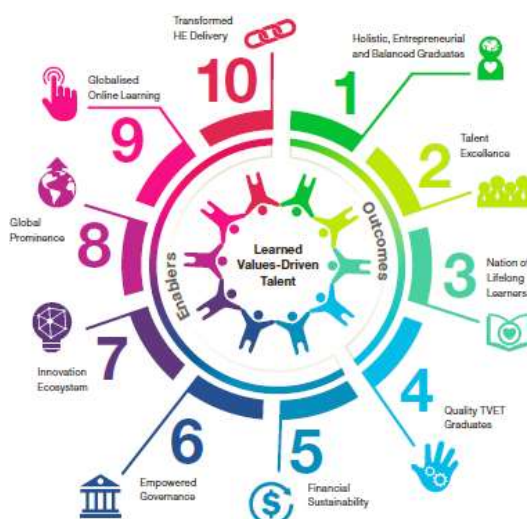 1
Holistic, Entrepreneurial
and Balanced Graduates
2
Talent
Excellence
3
Nation of
Lifelong
Learners
4
Quality TVET
Graduates
5
Financial
Sustainability
6
Empowered
Governance
7
Innovation
Ecosystem
8
Global
Prominence
9
Globalised
Online Learning
10
Transformed
HE Delivery
Enablers
Outcomes
Learned
Values-Driven
Talent
$